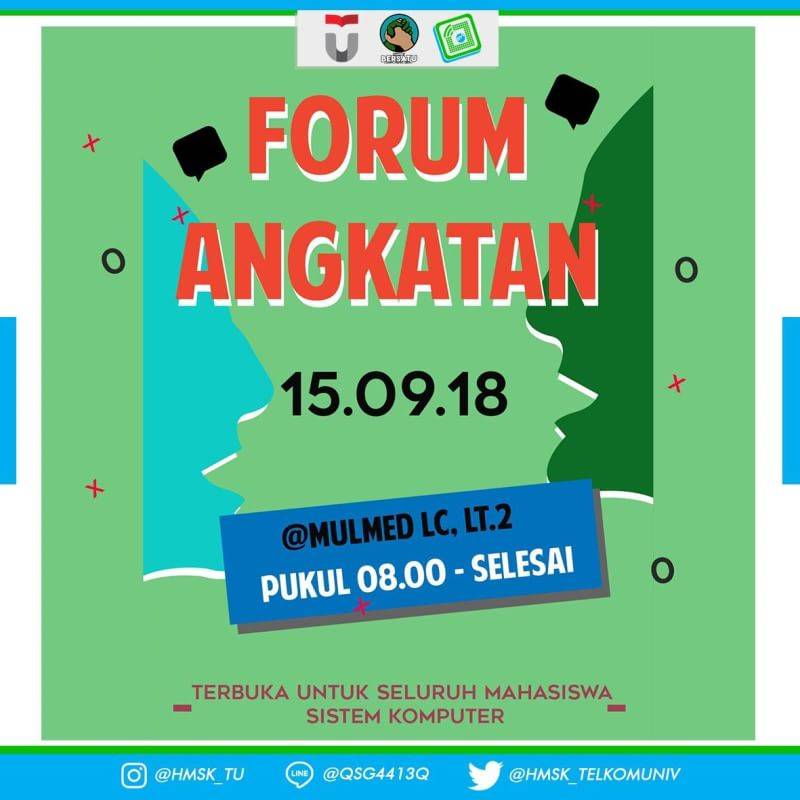 BERSATU
FORUM
ANGKATAN
15.09.18
@MULMED LC, LT.2
PUKUL 08.00 - SELESAI
TERBUKA UNTUK SELURUH MAHASISWA
SISTEM KOMPUTER
@HMSK_TU
LINE
@QSG4413Q
@HMSK_TELKOMUNIV